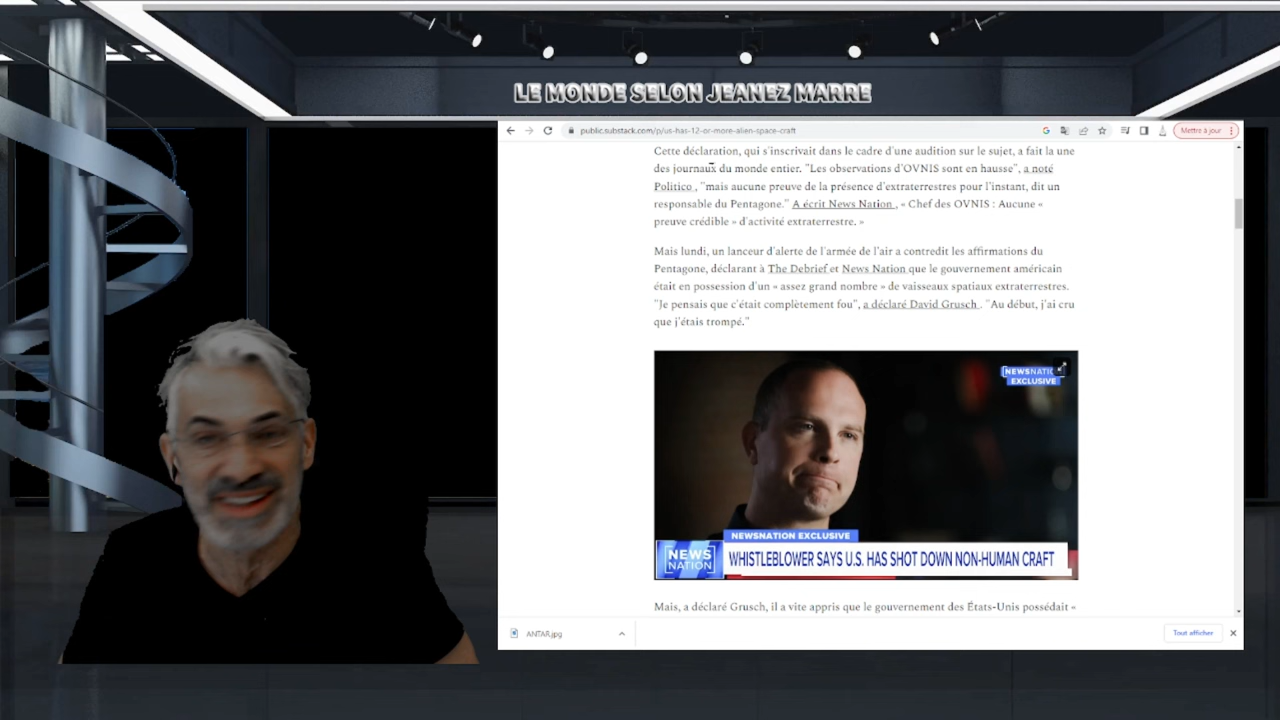 LE MONDE SELON JEANEZ MARRE
public.substack.com/p/us-has-12-or-more-alien-space-craft
Mettre à jour
Cette déclaration, qui s'inscrivait dans le cadre d'une audition sur le sujet, a fait la une
des journaux du monde entier. "Les observations d'OVNIS sont en hausse", a noté
Politico , "mais aucune preuve de la présence d'extraterrestres pour l'instant, dit un
responsable du Pentagone." A écrit News Nation , « Chef des OVNIS : Aucune «
preuve crédible » d'activité extraterrestre. »
Mais lundi, un lanceur d'alerte de l'armée de l'air a contredit les affirmations du
Pentagone, déclarant à The Debrief et News Nation que le gouvernement américain
était en possession d'un « assez grand nombre » de vaisseaux spatiaux extraterrestres.
"Je pensais que c'était complètement fou", a déclaré David Grusch . "Au début, j'ai cru
que j'étais trompé."
EXCLUSIVE
NEWSNATION EXCLUSIVE
NEWS
NATION
WHISTLEBLOWER SAYS U.S. HAS SHOT DOWN NON-HUMAN CRAFT
Mais, a déclaré Grusch, il a vite appris que le gouvernement des États-Unis possédait «
ANTAR.jpg
Tout afficher